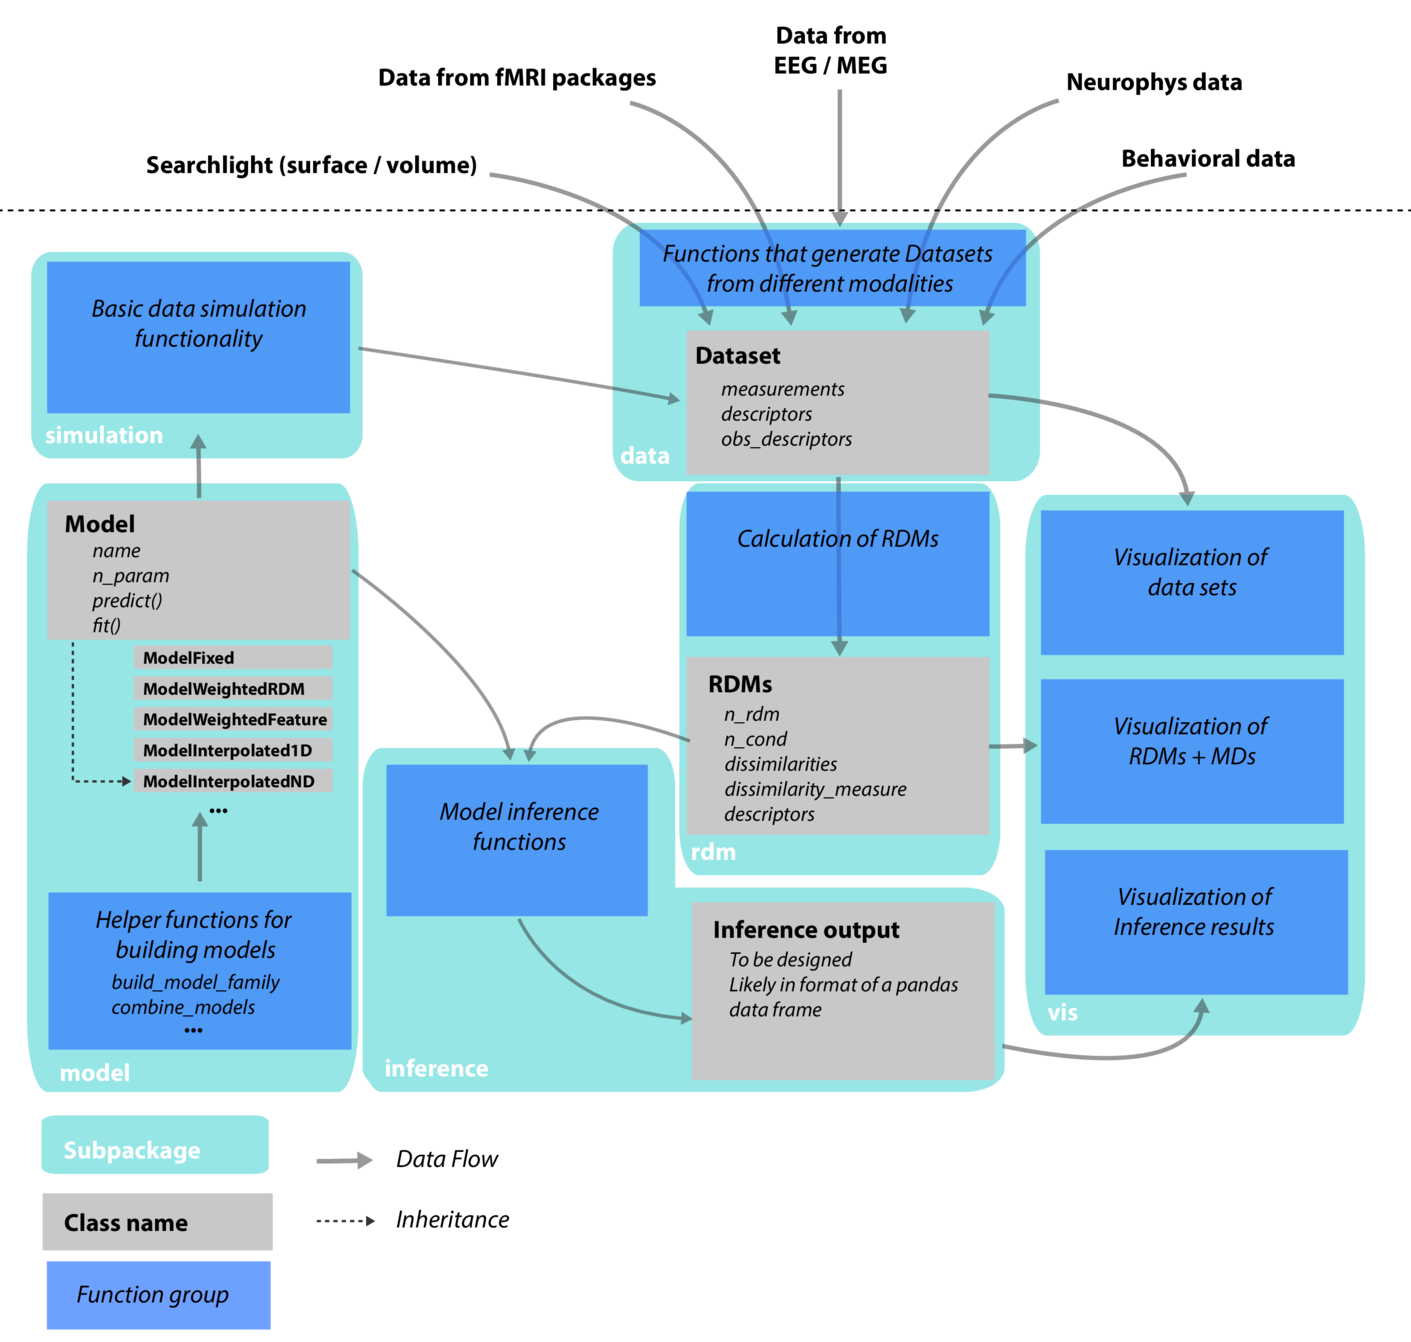 Data from
EEG / MEG
Data from fMRI packages
Neurophys data
Searchlight (surface / volume)
Behavioral data
Functions that generate Datasets
from different modalities
Basic data simulation
functionality
simulation
Dataset
measurements
descriptors
obs_descriptors
data
Model
name
n_param
predict()
fit()
ModelFixed
ModelWeightedRDM
ModelWeightedFeature
ModelInterpolated1D
ModelInterpolatedND
...
Helper functions for
building models
build_model_family
combine_models
...
model
Calculation of RDMs
RDMs
n_rdm
n_cond
dissimilarities
dissimilarity_measure
descriptors
rdm
Model inference
functions
Inference output
To be designed
Likely in format of a pandas
data frame
inference
Visualization of
data sets
Visualization of
RDMs + MDs
Visualization of
Inference results
vis
Subpackage
Class name
Function group
Data Flow
Inheritance